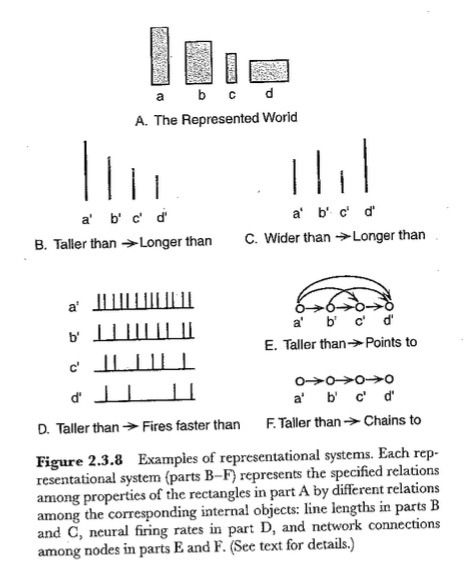 a b c d
A. The Represented World
a' b' c' d'
a' b' c' d'
B. Taller than → Longer than
C. Wider than → Longer than
a'
b'
c'
d'
D. Taller than → Fires faster than
a' b' c' d'
E. Taller than → Points to
a' b' c' d'
F. Taller than → Chains to
Figure 2.3.8 Examples of representational systems. Each rep-
resentational system (parts B–F) represents the specified relations
among properties of the rectangles in part A by different relations
among the corresponding internal objects: line lengths in parts B
and C, neural firing rates in part D, and network connections
among nodes in parts E and F. (See text for details.)